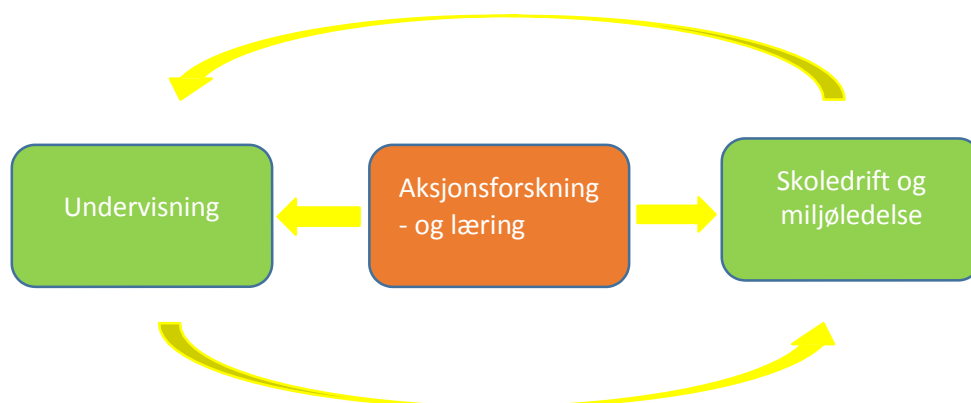 Undervisning
Aksjonsforskning
- og læring
Skoledrift og
miljøledelse